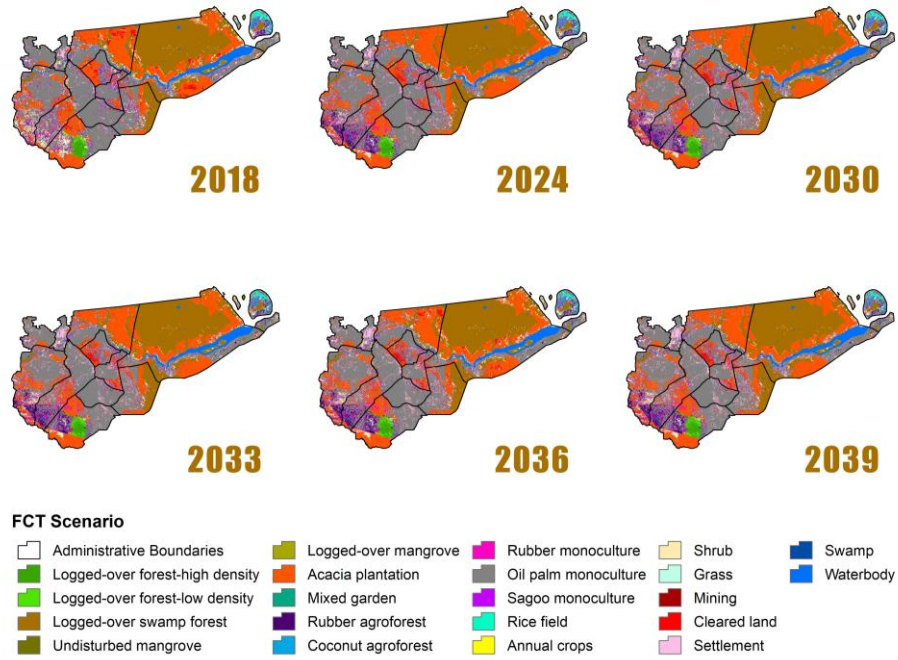 2018
2024
2030
2033
2036
2039
FCT Scenario
Administrative Boundaries
Logged-over forest-high density
Logged-over forest-low density
Logged-over swamp forest
Undisturbed mangrove
Logged-over mangrove
Acacia plantation
Mixed garden
Rubber agroforest
Coconut agroforest
Rubber monoculture
Oil palm monoculture
Sagoo monoculture
Rice field
Annual crops
Shrub
Grass
Mining
Cleared land
Settlement
Swamp
Waterbody